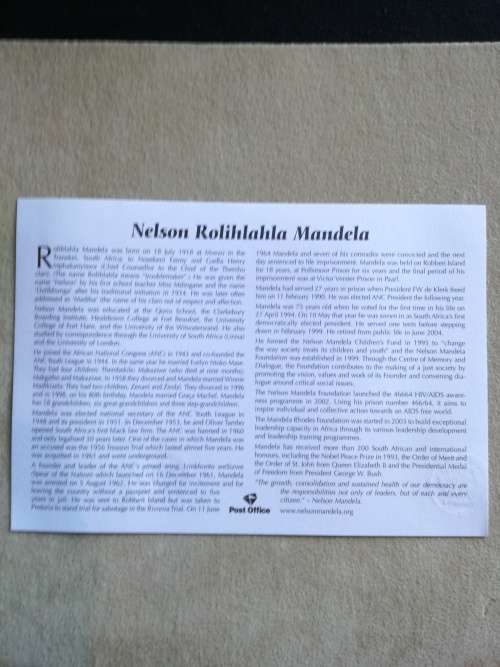 Nelson Rolihlahla Mandela
Rolihlahla Mandela was born on 18 July 1918 at Mvezo in the
Transkei, South Africa, to Nosekeni Fanny and Gadla Henry
Mphakanyiswa (Chief Counsellor to the Chief of the Thembu
clan). (The name Rolihlahla means "troublemaker".) He was given the
name 'Nelson' by his first school teacher Miss Mdingane and the name
'Dalibunga' after his traditional initiation in 1934. He was later often
addressed as 'Madiba' (the name of his clan) out of respect and affection.
Nelson Mandela was educated at the Qunu School, the Clarkebury
Boarding Institute, Healdtown College at Fort Beaufort, the University
College of Fort Hare, and the University of the Witwatersrand. He also
studied by correspondence through the University of South Africa (Unisa)
and the University of London.
He joined the African National Congress (ANC) in 1943 and co-founded the
ANC Youth League in 1944. In the same year he married Evelyn Ntoko Mase.
They had four children: Thembekile; Makaziwe (who died at nine months);
Makgatho and Makaziwe. In 1958 they divorced and Mandela married Winnie
Madikizela. They had two children, Zenani and Zindzi. They divorced in 1996
and in 1998, on his 80th birthday, Mandela married Graça Machel. Mandela
has 18 grandchildren, six great-grandchildren and three step-grandchildren.
Mandela was elected national secretary of the ANC Youth League in
1948 and its president in 1951. In December 1953, he and Oliver Tambo
opened South Africa's first black law firm. The ANC was banned in 1960
and only legalised 30 years later. One of the cases in which Mandela was
an accused was the 1956 Treason Trial which lasted almost five years. He
was acquitted in 1961 and went underground.
A founder and leader of the ANC's armed wing, Umkhonto weSizwe
(Spear of the Nation) which launched on 16 December 1961, Mandela
was arrested on 5 August 1962. He was charged for incitement and for
leaving the country without a passport and sentenced to five
years in jail. He was sent to Robben Island but was taken to
Pretoria to stand trial for sabotage in the Rivonia Trial. On 11 June
1964 Mandela and seven of his comrades were convicted and the next
day sentenced to life imprisonment. Mandela was held on Robben Island
for 18 years, at Pollsmoor Prison for six years and the final period of his
imprisonment was at Victor Verster Prison in Paarl.
Mandela had served 27 years in prison when President FW de Klerk freed
him on 11 February 1990. He was elected ANC President the following year.
Mandela was 75 years old when he voted for the first time in his life on
27 April 1994. On 10 May that year he was sworn in as South Africa's first
democratically elected president. He served one term before stepping
down in February 1999. He retired from public life in June 2004.
He formed the Nelson Mandela Children's Fund in 1995 to "change
the way society treats its children and youth" and the Nelson Mandela
Foundation was established in 1999. Through the Centre of Memory and
Dialogue, the Foundation contributes to the making of a just society by
promoting the vision, values and work of its Founder and convening dia-
logue around critical social issues.
The Nelson Mandela Foundation launched the 46664 HIV/AIDS-aware-
ness programme in 2002. Using his prison number 466/64, it aims to
inspire individual and collective action towards an AIDS free world.
The Mandela Rhodes Foundation was started in 2003 to build exceptional
leadership capacity in Africa through its various leadership development
and leadership training programmes.
Mandela has received more than 200 South African and international
honours, including the Nobel Peace Prize in 1993, the Order of Merit and
the Order of St. John from Queen Elizabeth II and the Presidential Medal
of Freedom from President George W. Bush.
"The growth, consolidation and sustained health of our democracy are
the responsibilities not only of leaders, but of each and every
citizen." – Nelson Mandela.
Post Office
www.nelsonmandela.org